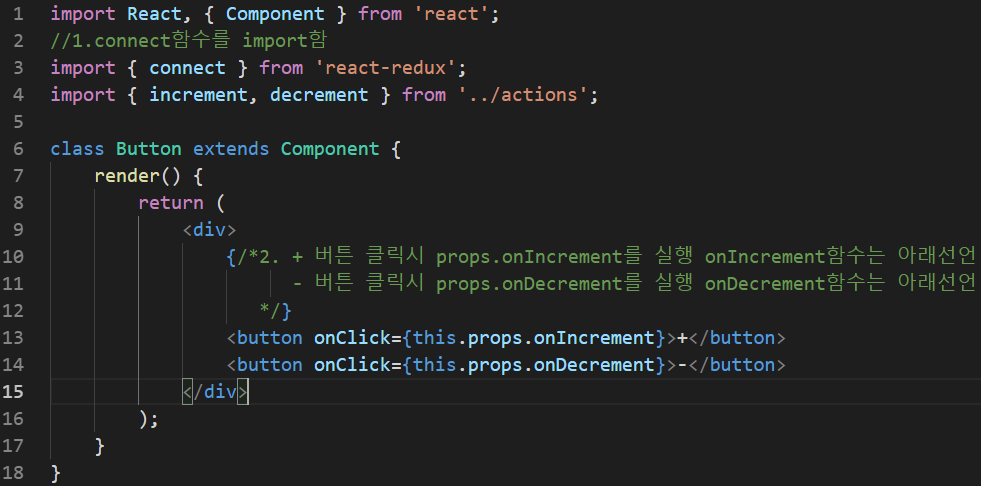 1 import React, { Component } from 'react';
2 //1.connect함수를 import함
3 import { connect } from 'react-redux';
4 import { increment, decrement } from '../actions';
5
6 class Button extends Component {
7 render() {
8 return (
9 <div>
10 {/*2. + 버튼 클릭시 props.onIncrement를 실행 onIncrement함수는 아래선언
11 - 버튼 클릭시 props.onDecrement를 실행 onDecrement함수는 아래선언
12 */}
13 <button onClick={this.props.onIncrement}>+</button>
14 <button onClick={this.props.onDecrement}>-</button>
15 </div>
16 );
17 }
18 }